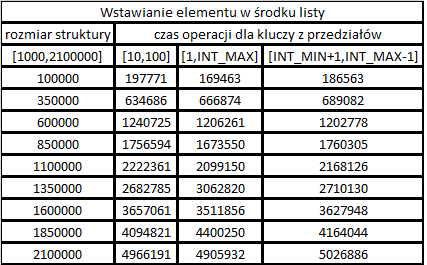 Wstawianie elementu w środku listy
rozmiar struktury czas operacji dla kluczy z przedziałów
[1000,2100000] [10,100] [1,INT_MAX] [INT_MIN+1,INT_MAX-1]
100000 197771 169463 186563
350000 634686 666874 689082
600000 1240725 1206261 1202778
850000 1756594 1673550 1760305
1100000 2222361 2099150 2168126
1350000 2682785 3062820 2710130
1600000 3657061 3511856 3627948
1850000 4094821 4400250 4164044
2100000 4966191 4905932 5026886